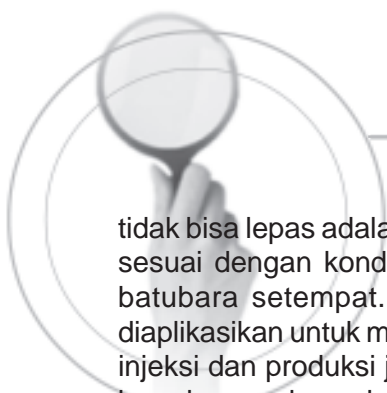 tidak bisa lepas adala
sesuai dengan kond
batubara setempat.
diaplikasikan untuk m
injeksi dan produksi j